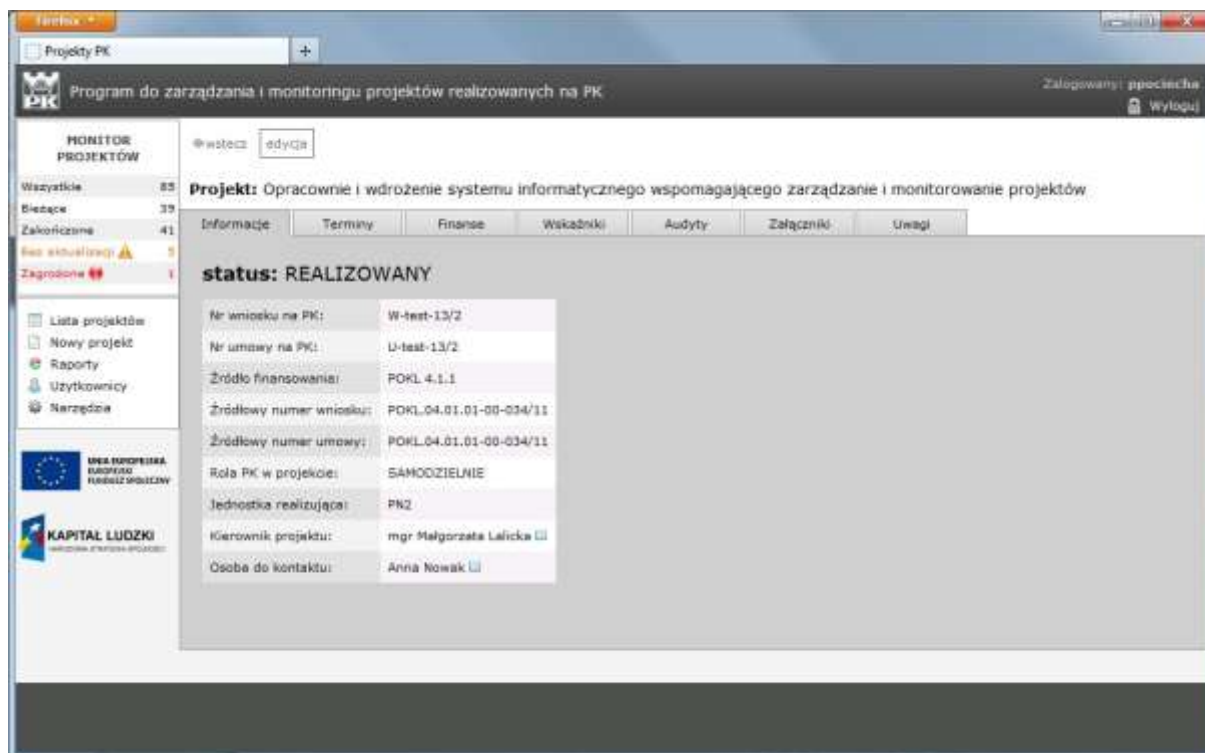 Firefox
Projekty PK
+
PK
Program do zarządzania i monitoringu projektów realizowanych na PK
Zalogowany: ppociecha
Wyloguj
MONITOR
PROJEKTÓW
Wszystkie 85
Bieżące 39
Zakończone 41
Bez aktualizacji 5
Zagrożone 1
Lista projektów
Nowy projekt
Raporty
Użytkownicy
Narzędzia
UNIA EUROPEJSKA
EUROPEJSKI
FUNDUSZ SPOŁECZNY
KAPITAŁ LUDZKI
NARODOWA STRATEGIA SPÓJNOŚCI
wstecz edycja
Projekt: Opracownie i wdrożenie systemu informatycznego wspomagającego zarządzanie i monitorowanie projektów
Informacje Terminy Finanse Wskaźniki Audyty Załączniki Uwagi
status: REALIZOWANY
Nr wniosku na PK: W-test-13/2
Nr umowy na PK: U-test-13/2
Źródło finansowania: POKL 4.1.1
Źródłowy numer wniosku: POKL.04.01.01-00-034/11
Źródłowy numer umowy: POKL.04.01.01-00-034/11
Rola PK w projekcie: SAMODZIELNIE
Jednostka realizująca: PN2
Kierownik projektu: mgr Małgorzata Lalicka
Osoba do kontaktu: Anna Nowak